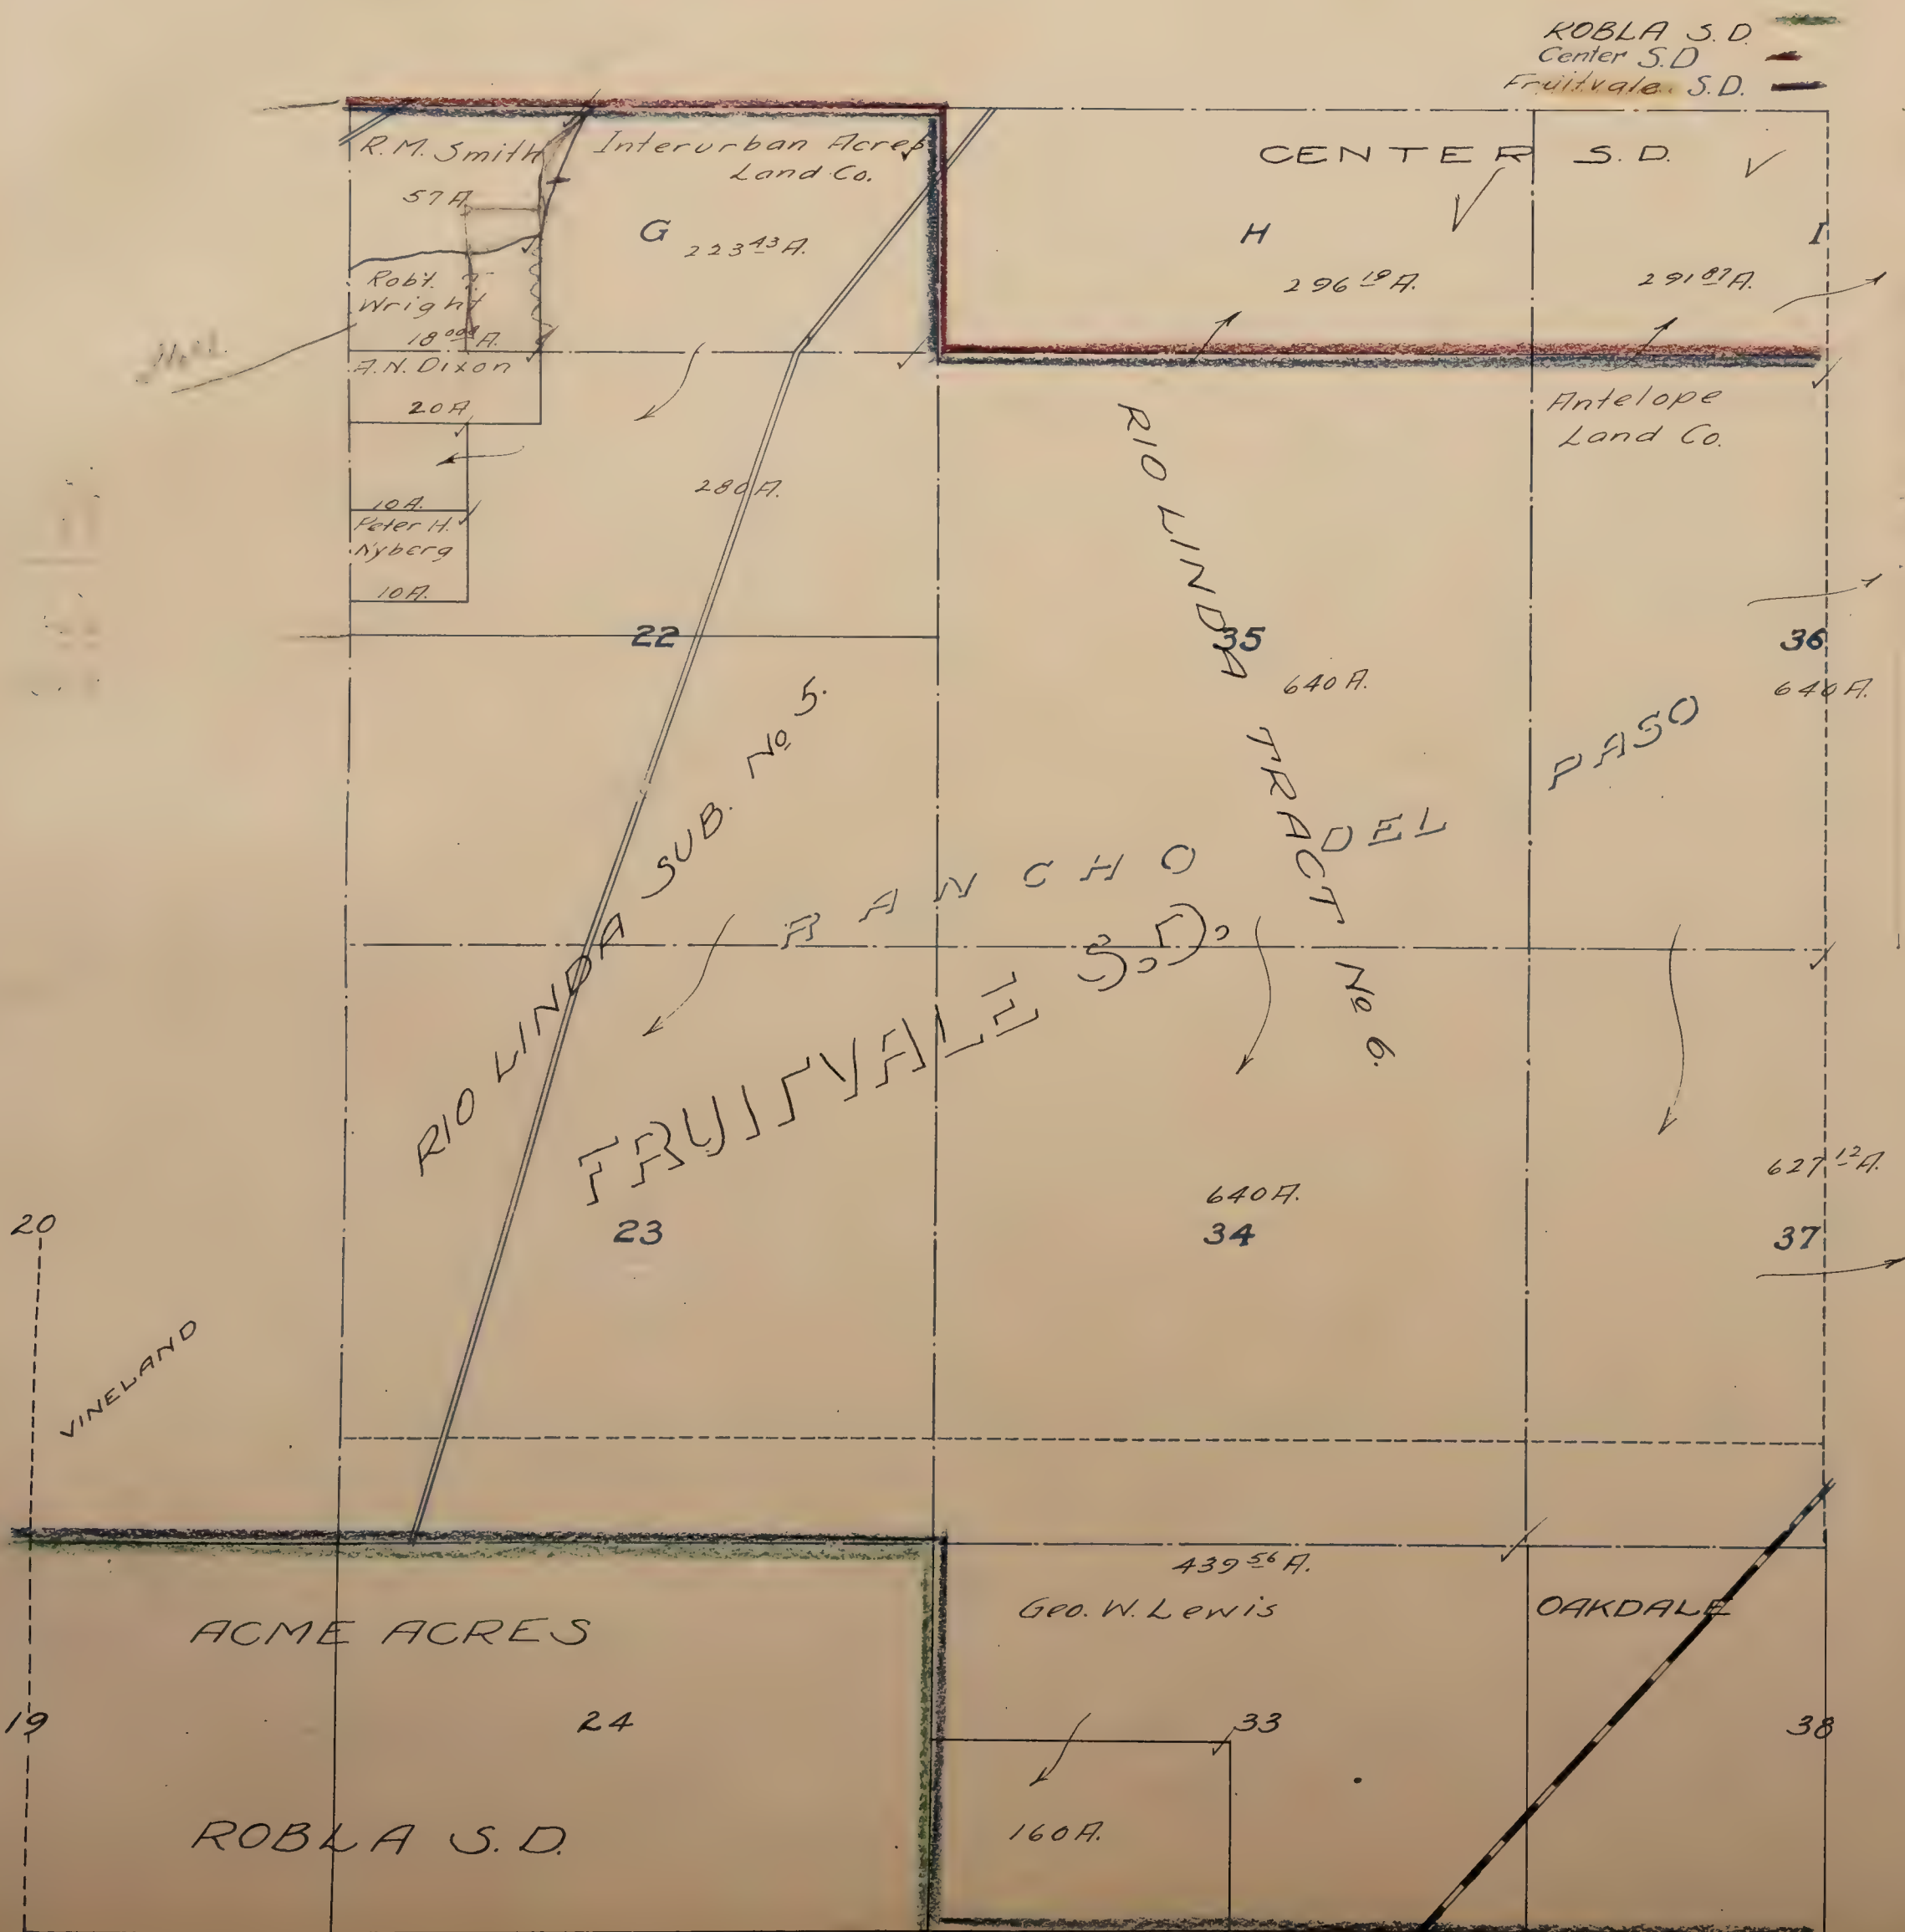 ROBLA S.D.
Center S.D
Fruitvale S.D.
R.M. Smith
57 A.
Interurban Acres
Land Co.
G
223 43 A.
CENTER S.D.
H
I
296 19 A.
291 87 A.
Robt.
Wright
A.N. Dixon
20 A
10 A.
Peter H.
Nyberg
10 A.
280 A.
Antelope
Land Co.
22
35
36
640 A.
640 A.
RIO LINDA SUB. No 5.
RIO LINDA TRACT No 6.
RANCHO DEL PASO
FRUITVALE S.D.
627 12 A.
640 A.
20
23
34
37
VINELAND
439 56 A.
Geo. W. Lewis
OAKDALE
ACME ACRES
19
24
33
38
160 A.
ROBLA S.D.